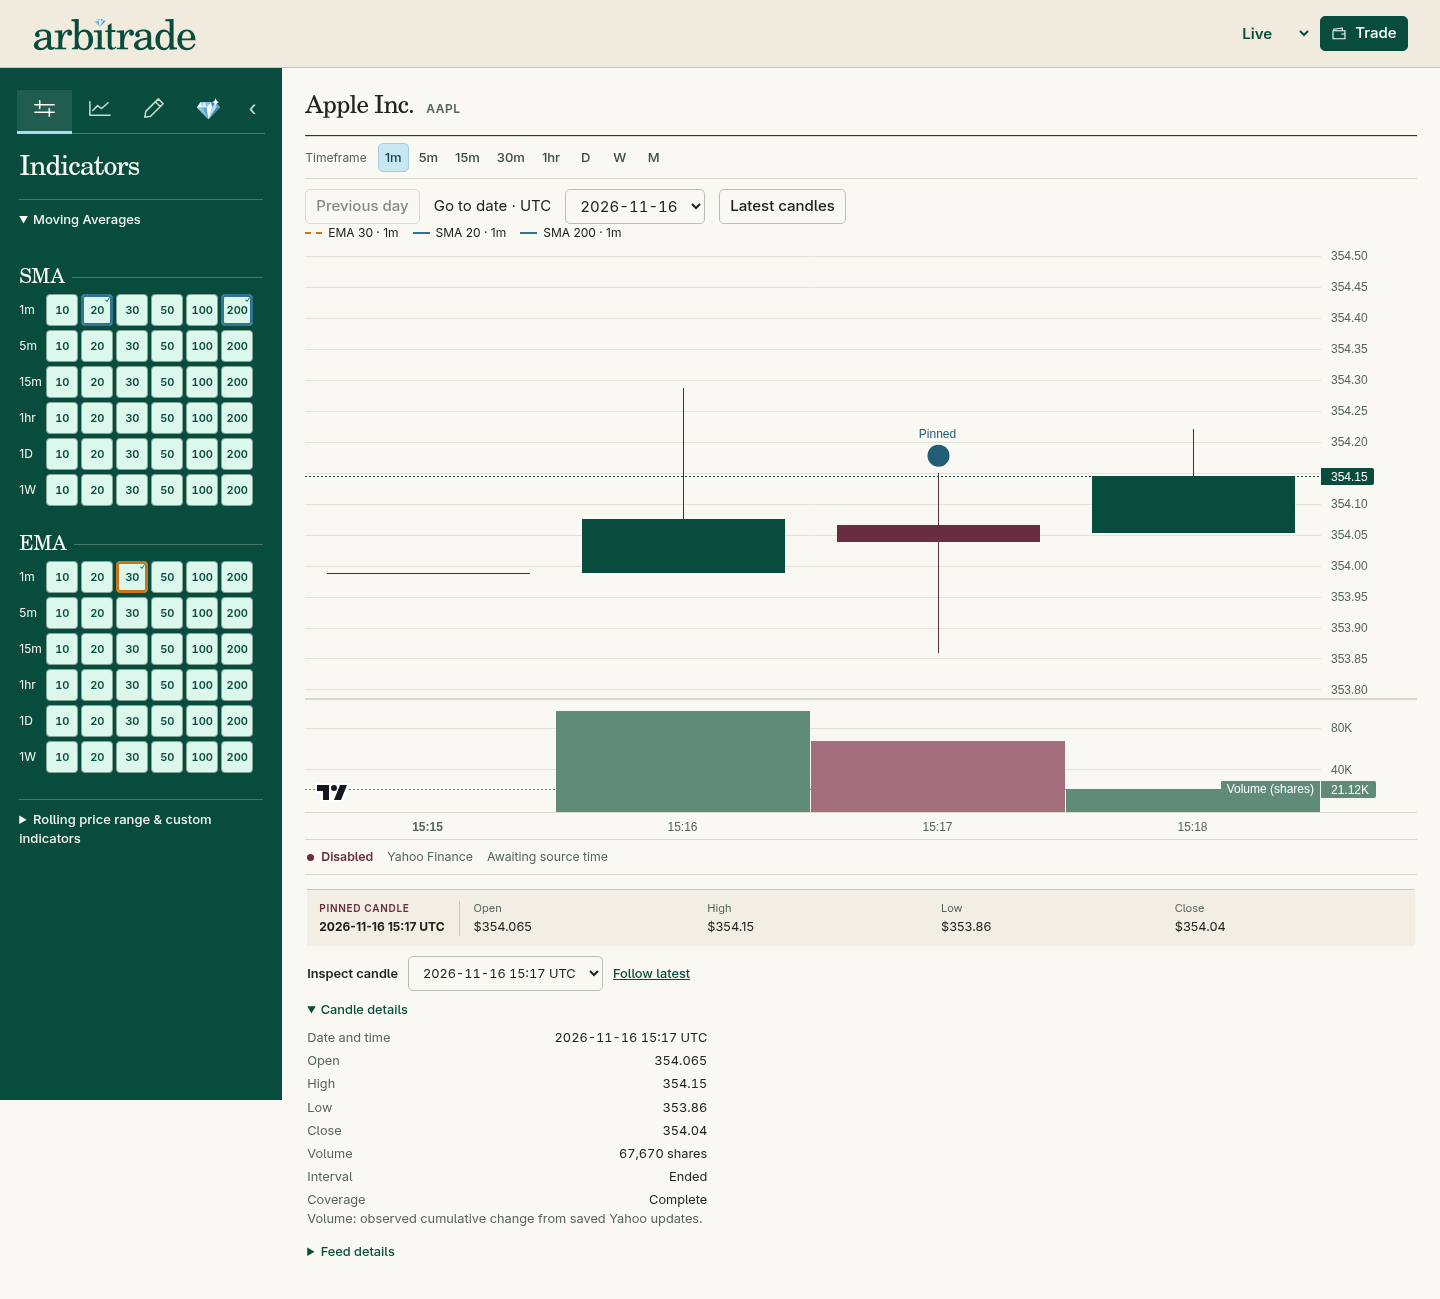 arbitrade
Live
Trade
Indicators
Moving Averages
SMA
1m 10 20 30 50 100 200
5m 10 20 30 50 100 200
15m 10 20 30 50 100 200
1hr 10 20 30 50 100 200
1D 10 20 30 50 100 200
1W 10 20 30 50 100 200
EMA
1m 10 20 30 50 100 200
5m 10 20 30 50 100 200
15m 10 20 30 50 100 200
1hr 10 20 30 50 100 200
1D 10 20 30 50 100 200
1W 10 20 30 50 100 200
Rolling price range & custom
indicators
Apple Inc. AAPL
Timeframe 1m 5m 15m 30m 1hr D W M
Previous day Go to date · UTC 2026-11-16 Latest candles
EMA 30 · 1m SMA 20 · 1m SMA 200 · 1m
354.50
354.45
354.40
354.35
354.30
354.25
354.20
Pinned
354.15
354.10
354.05
354.00
353.95
353.90
353.85
353.80
80K
40K
Volume (shares) 21.12K
15:15 15:16 15:17 15:18
Disabled Yahoo Finance Awaiting source time
PINNED CANDLE Open High Low Close
2026-11-16 15:17 UTC $354.065 $354.15 $353.86 $354.04
Inspect candle 2026-11-16 15:17 UTC Follow latest
Candle details
Date and time 2026-11-16 15:17 UTC
Open 354.065
High 354.15
Low 353.86
Close 354.04
Volume 67,670 shares
Interval Ended
Coverage Complete
Volume: observed cumulative change from saved Yahoo updates.
Feed details